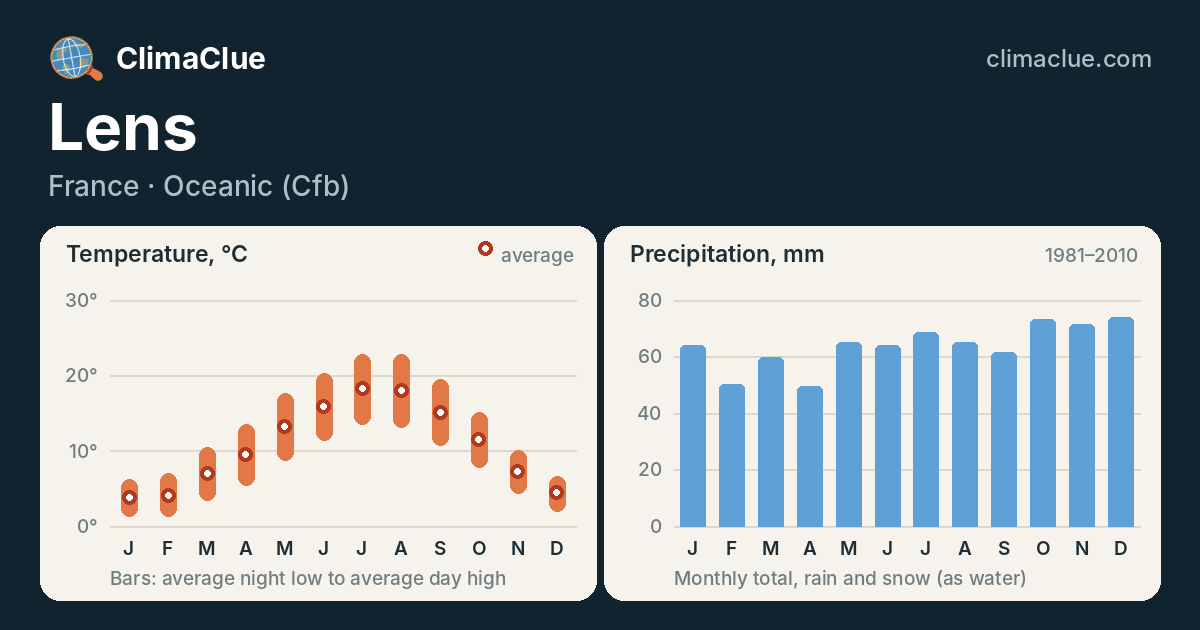 ClimaClue
climaclue.com
Lens
France · Oceanic (Cfb)
Temperature, °C
average
30°
20°
10°
0°
J F M A M J J A S O N D
Bars: average night low to average day high
Precipitation, mm
1981–2010
80
60
40
20
0
J F M A M J J A S O N D
Monthly total, rain and snow (as water)